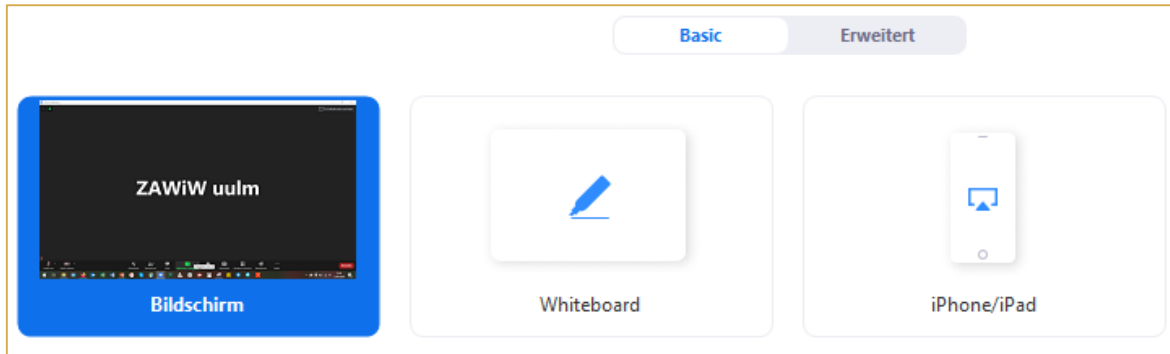 Basic
Erweitert
ZAWiW uulm
Bildschirm
Whiteboard
iPhone/iPad